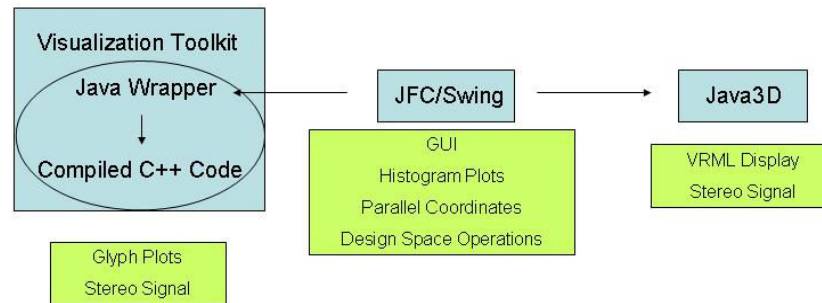 Visualization Toolkit
Java Wrapper
Compiled C++ Code
Glyph Plots
Stereo Signal
JFC/Swing
GUI
Histogram Plots
Parallel Coordinates
Design Space Operations
Java3D
VRML Display
Stereo Signal